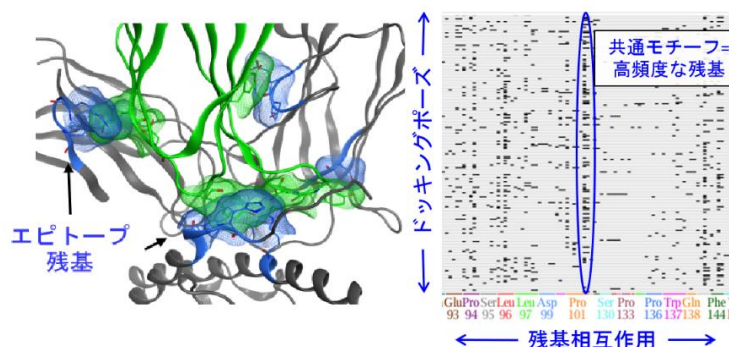 エピトープ
残基
ドッキングポーズ
共通モチーフ=
高頻度な残基
Glu Pro Ser Leu Leu Asp Pro Ser Pro Pro Trp Gln Phe
93 94 95 96 97 99 101 130 133 136 137 138 144
残基相互作用